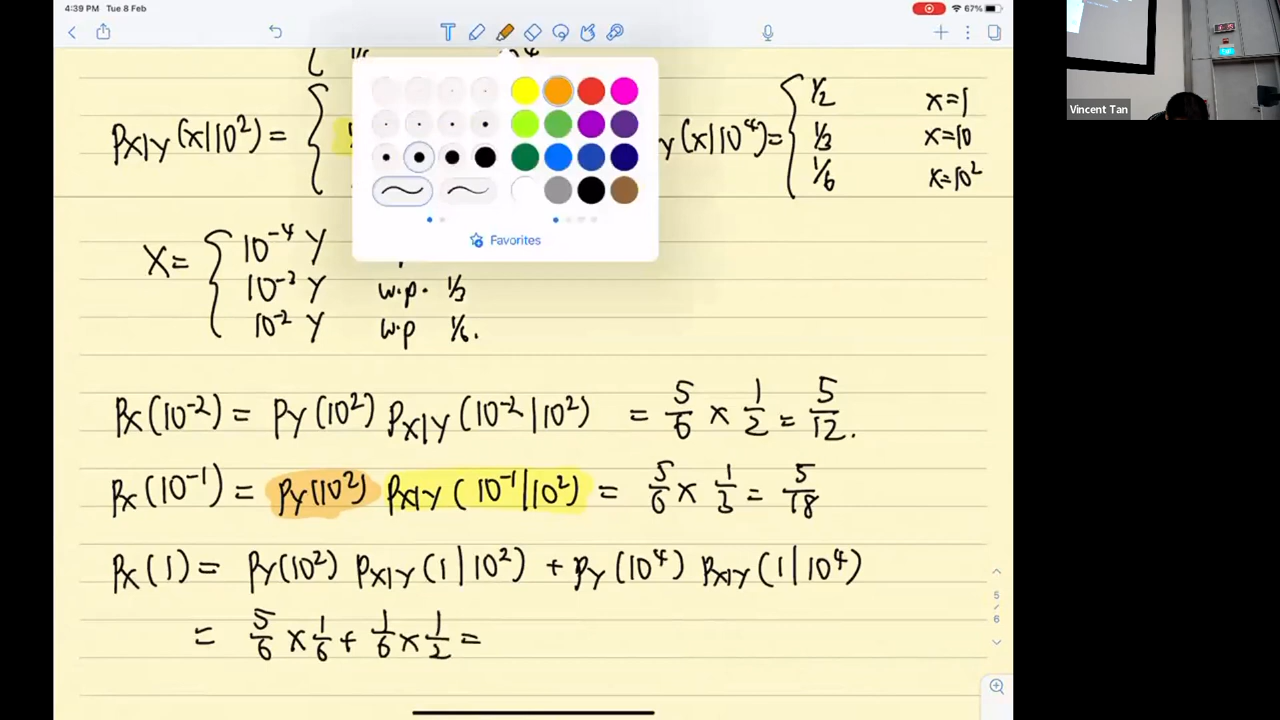 4:39 PM Tue 8 Feb
67%
T
Vincent Tan
1/2 x=1
Px|y (x|10²) = { y (x|10⁴) = { 1/3 x=10
1/6 x=10²
Favorites
X = { 10⁻⁴ Y
10⁻³ Y w.p. 1/3
10⁻² Y w.p 1/6.
Px(10⁻²) = Py(10²) Px|y (10⁻² | 10²) = 5/6 × 1/2 = 5/12.
Px(10⁻¹) = Py(10²) Px|y (10⁻¹ | 10²) = 5/6 × 1/3 = 5/18
Px(1) = Py(10²) Px|y (1 | 10²) + Py (10⁴) Px|y (1 | 10⁴)
= 5/6 × 1/6 + 1/6 × 1/2 =
5
/
6